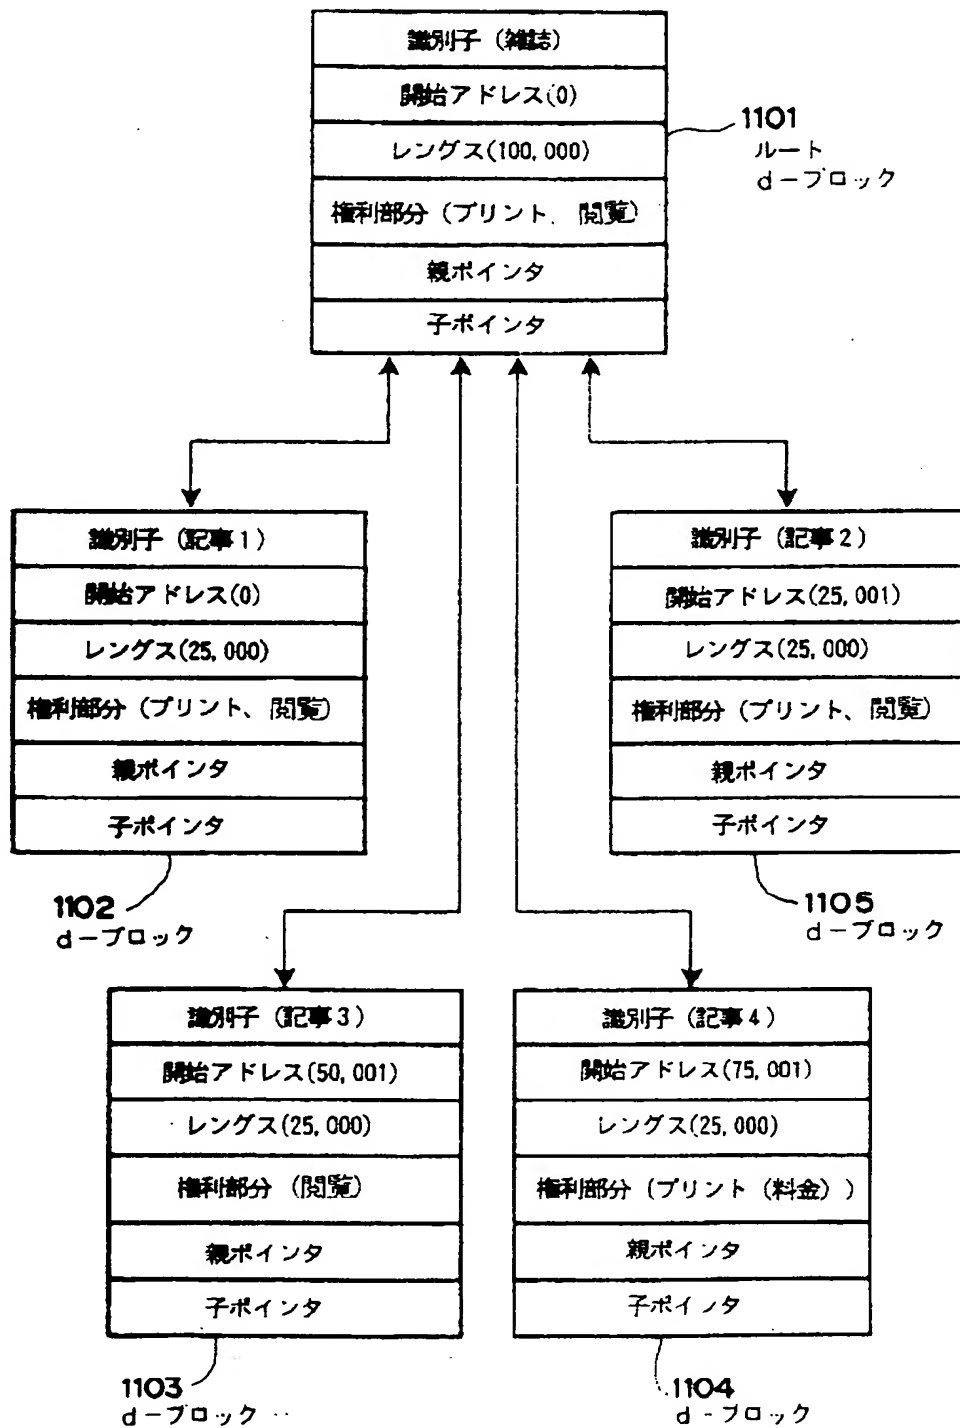 識別子 (雑誌)
開始アドレス(0)
レングス(100,000)
権利部分 (プリント、閲覧)
親ポインタ
子ポインタ
1101
ルート
d-ブロック
識別子 (記事1)
開始アドレス(0)
レングス(25,000)
権利部分 (プリント、閲覧)
親ポインタ
子ポインタ
1102
d-ブロック
識別子 (記事2)
開始アドレス(25,001)
レングス(25,000)
権利部分 (プリント、閲覧)
親ポインタ
子ポインタ
1105
d-ブロック
識別子 (記事3)
開始アドレス(50,001)
レングス(25,000)
権利部分 (閲覧)
親ポインタ
子ポインタ
1103
d-ブロック
識別子 (記事4)
開始アドレス(75,001)
レングス(25,000)
権利部分 (プリント (料金) )
親ポインタ
子ポインタ
1104
d-ブロック